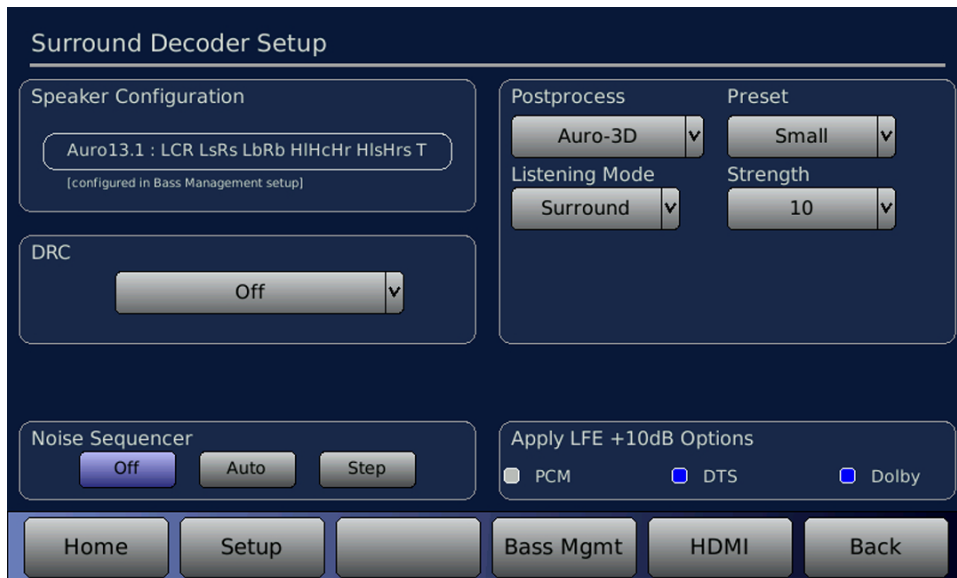 Surround Decoder Setup
Speaker Configuration
Auro13.1 : LCR LsRs LbRb HlHcHr HlsHrs T
[configured in Bass Management setup]
DRC
Off
Postprocess Preset
Auro-3D Small
Listening Mode Strength
Surround 10
Noise Sequencer
Off Auto Step
Apply LFE +10dB Options
PCM DTS Dolby
Home Setup Bass Mgmt HDMI Back